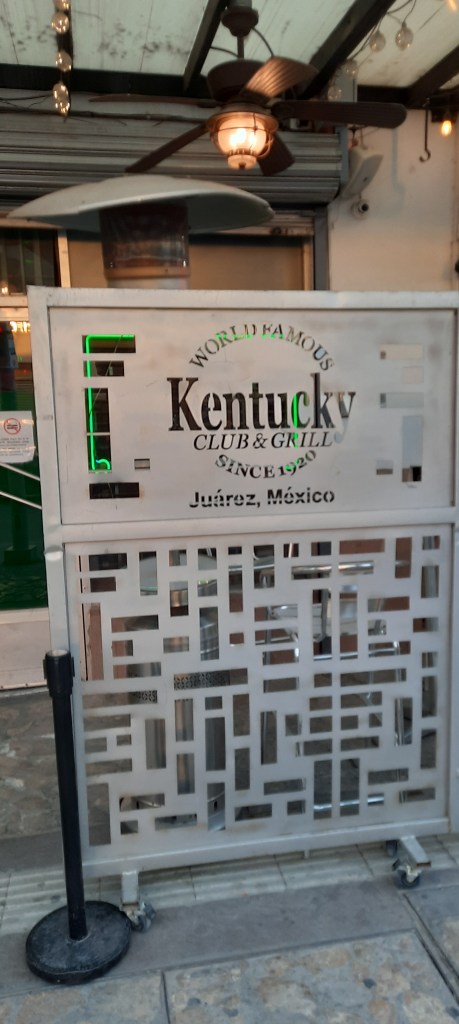 WORLD FAMOUS
Kentucky
CLUB & GRILL
SINCE 1920
Juárez, México